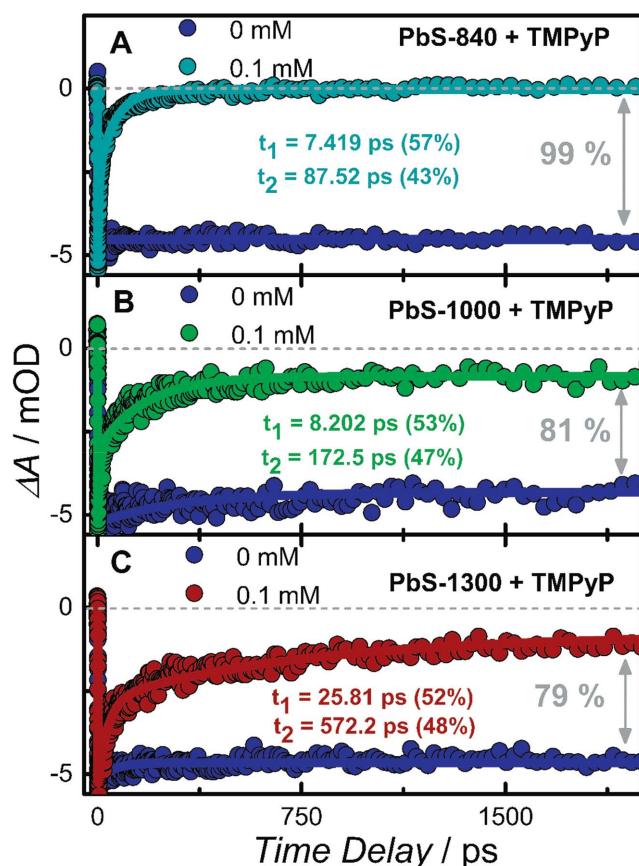 A
0 mM
0.1 mM
PbS-840 + TMPyP
0
t1 = 7.419 ps (57%)
t2 = 87.52 ps (43%)
99 %
-5
B
0 mM
0.1 mM
PbS-1000 + TMPyP
0
t1 = 8.202 ps (53%)
t2 = 172.5 ps (47%)
81 %
-5
C
0 mM
0.1 mM
PbS-1300 + TMPyP
0
t1 = 25.81 ps (52%)
t2 = 572.2 ps (48%)
79 %
-5
ΔA / mOD
0 750 1500
Time Delay / ps